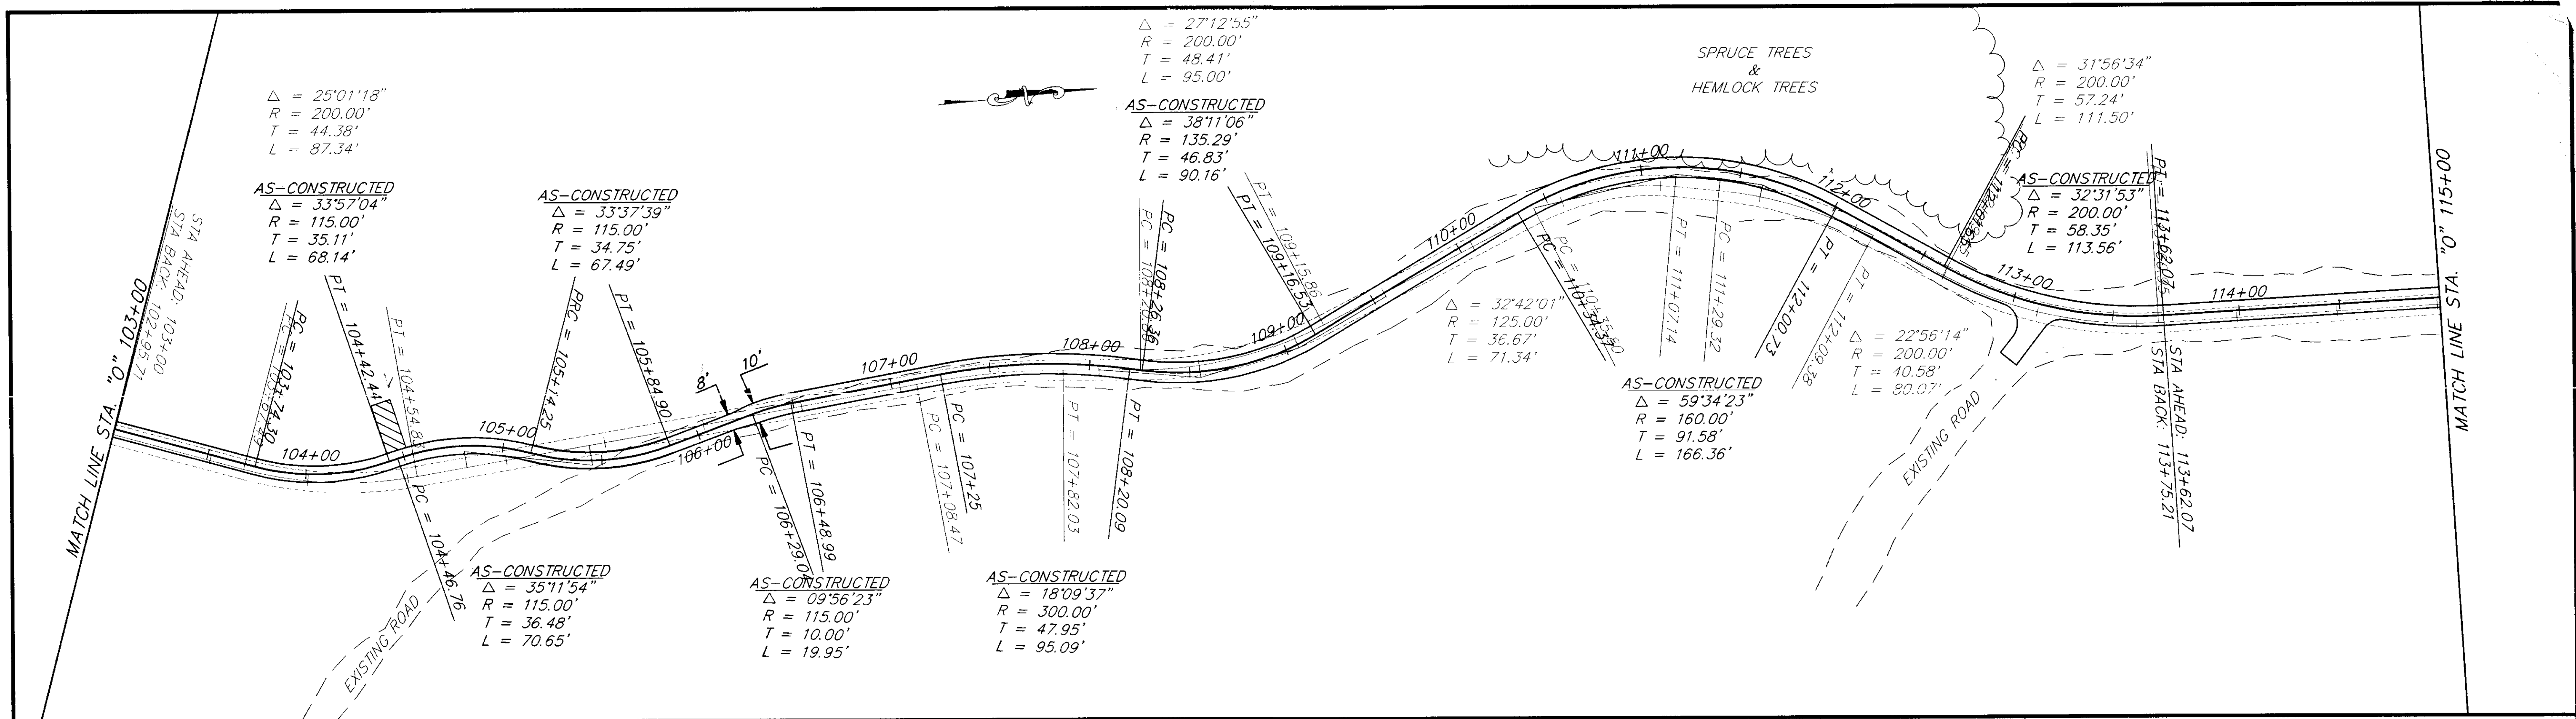 Δ = 27°12'55"
R = 200.00'
T = 48.41'
L = 95.00'
AS-CONSTRUCTED
Δ = 38°11'06"
R = 135.29'
T = 46.83'
L = 90.16'
SPRUCE TREES
&
HEMLOCK TREES
Δ = 31°56'34"
R = 200.00'
T = 57.24'
L = 111.50'
AS-CONSTRUCTED
Δ = 32°31'53"
R = 200.00'
T = 58.35'
L = 113.56'
Δ = 25°01'18"
R = 200.00'
T = 44.38'
L = 87.34'
AS-CONSTRUCTED
Δ = 33°57'04"
R = 115.00'
T = 35.11'
L = 68.14'
AS-CONSTRUCTED
Δ = 33°37'39"
R = 115.00'
T = 34.75'
L = 67.49'
MATCH LINE STA. "O" 103+00
STA AHEAD: 103+00
STA BACK: 102+95.71
PC = 103+74.30
PT = 104+42.44
PT = 104+54.83
PC = 104+46.76
PRC = 105+14.25
PT = 105+84.90
8'
10'
PC = 106+29.04
PT = 106+48.99
PC = 107+08.47
PC = 107+25
PT = 107+82.03
PT = 108+20.09
PC = 108+26.36
PT = 109+15.86
PT = 109+16.53
PC = 110+34.37
PT = 111+07.14
PC = 111+29.32
PT = 112+00.73
PT = 112+09.38
PT = 113+62.07
STA AHEAD: 113+62.07
STA BACK: 113+75.21
104+00
105+00
106+00
107+00
108+00
109+00
110+00
111+00
112+00
113+00
114+00
MATCH LINE STA. "O" 115+00
Δ = 32°42'01"
R = 125.00'
T = 36.67'
L = 71.34'
Δ = 22°56'14"
R = 200.00'
T = 40.58'
L = 80.07'
AS-CONSTRUCTED
Δ = 59°34'23"
R = 160.00'
T = 91.58'
L = 166.36'
EXISTING ROAD
AS-CONSTRUCTED
Δ = 35°11'54"
R = 115.00'
T = 36.48'
L = 70.65'
AS-CONSTRUCTED
Δ = 09°56'23"
R = 115.00'
T = 10.00'
L = 19.95'
AS-CONSTRUCTED
Δ = 18°09'37"
R = 300.00'
T = 47.95'
L = 95.09'
EXISTING ROAD